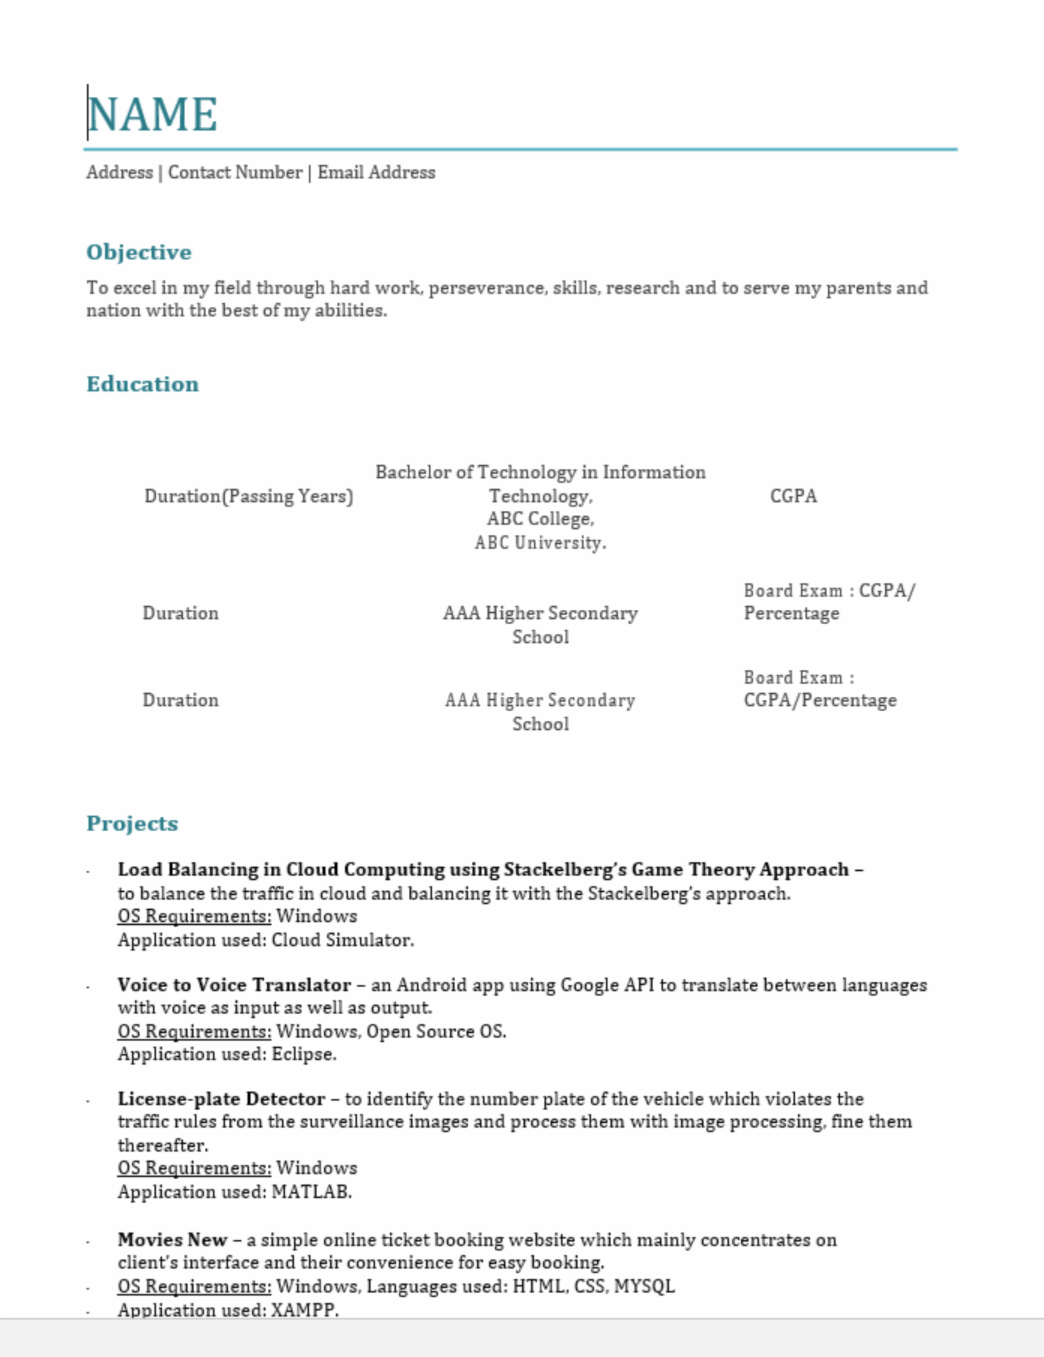 NAME
Address | Contact Number | Email Address
Objective
To excel in my field through hard work, perseverance, skills, research and to serve my parents and
nation with the best of my abilities.
Education
Bachelor of Technology in Information
Duration(Passing Years) Technology, CGPA
ABC College,
ABC University.
Board Exam : CGPA/
Duration AAA Higher Secondary Percentage
School
Board Exam :
Duration AAA Higher Secondary CGPA/Percentage
School
Projects
· Load Balancing in Cloud Computing using Stackelberg’s Game Theory Approach –
to balance the traffic in cloud and balancing it with the Stackelberg’s approach.
OS Requirements: Windows
Application used: Cloud Simulator.
· Voice to Voice Translator – an Android app using Google API to translate between languages
with voice as input as well as output.
OS Requirements: Windows, Open Source OS.
Application used: Eclipse.
· License-plate Detector – to identify the number plate of the vehicle which violates the
traffic rules from the surveillance images and process them with image processing, fine them
thereafter.
OS Requirements: Windows
Application used: MATLAB.
· Movies New – a simple online ticket booking website which mainly concentrates on
client’s interface and their convenience for easy booking.
· OS Requirements: Windows, Languages used: HTML, CSS, MYSQL
· Application used: XAMPP.